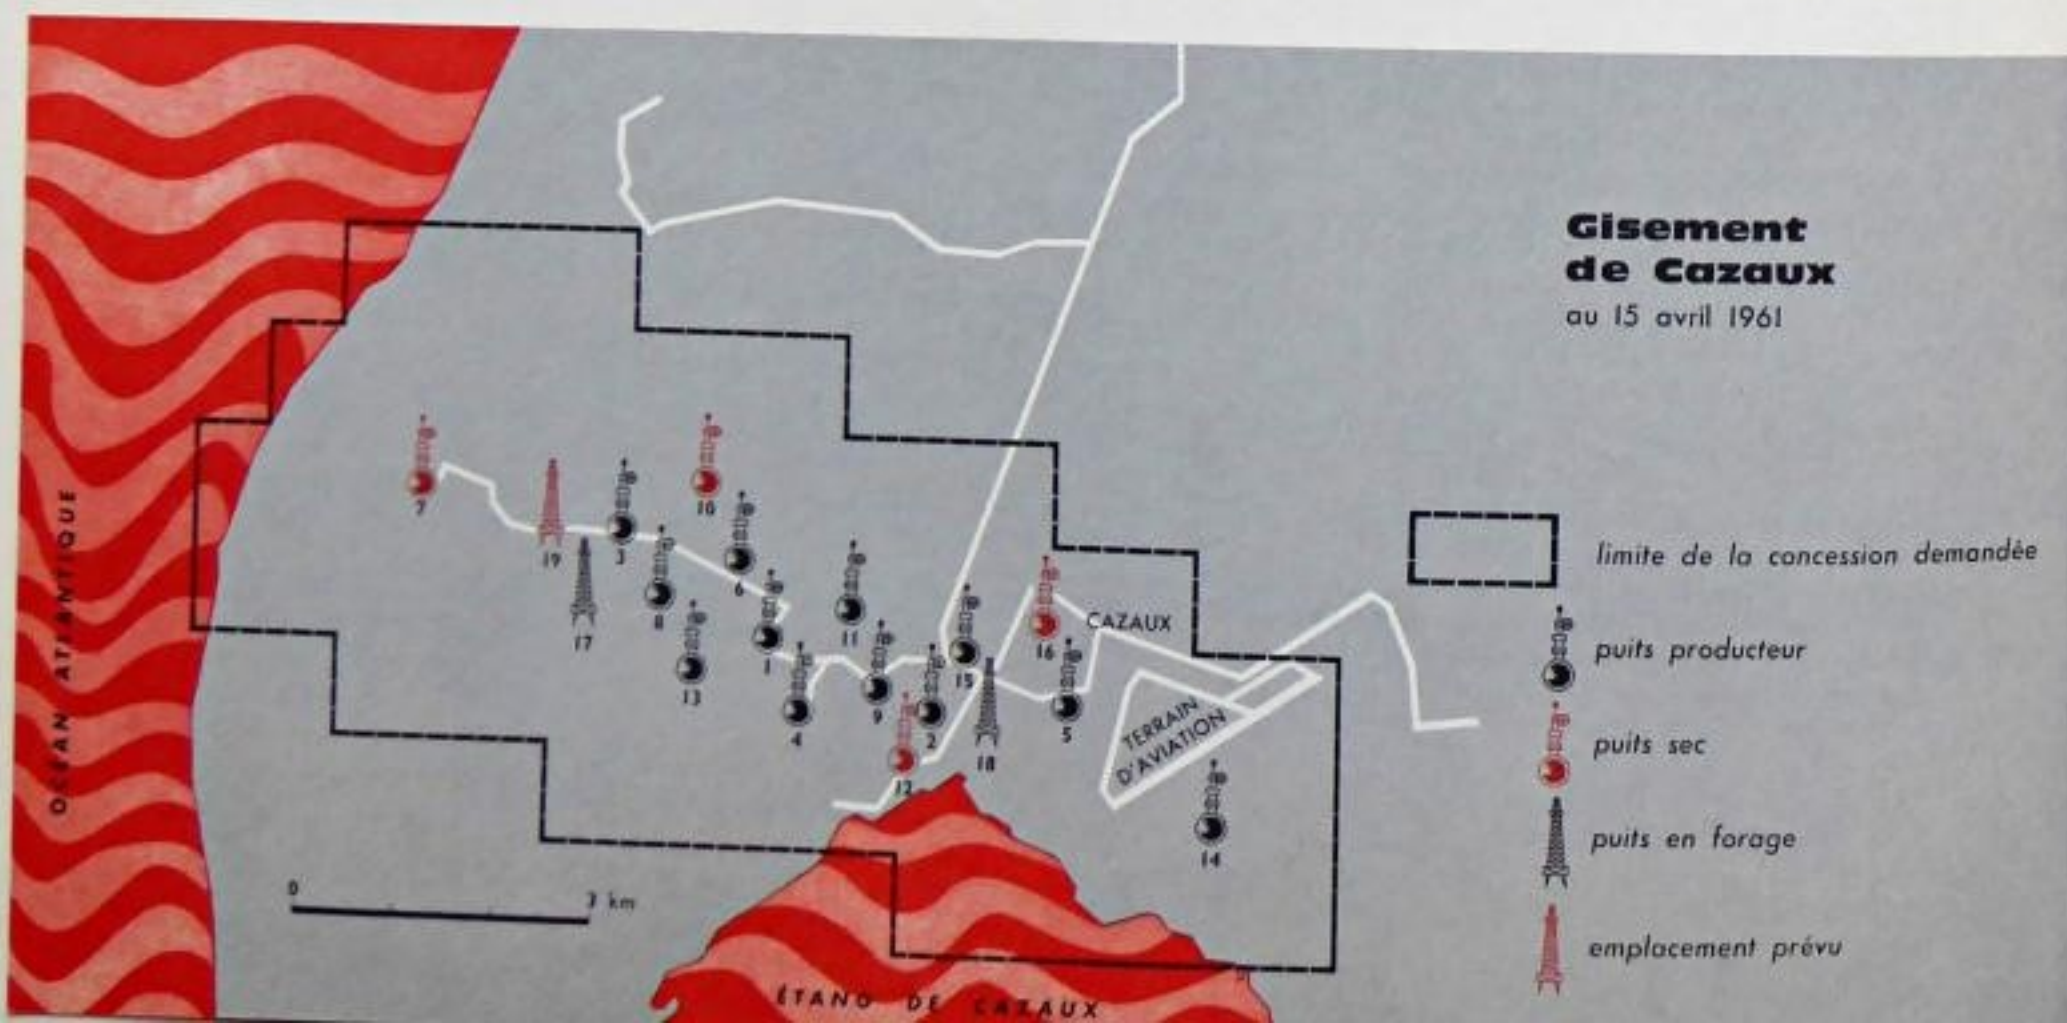 Gisement
de Cazaux
au 15 avril 1961
OCÉAN ATLANTIQUE
7
19
3
10
17
8
6
13
1
11
4
9
12
2
15
18
16
CAZAUX
5
TERRAIN
D'AVIATION
14
0
3 km
ÉTANG DE CAZAUX
limite de la concession demandée
puits producteur
puits sec
puits en forage
emplacement prévu